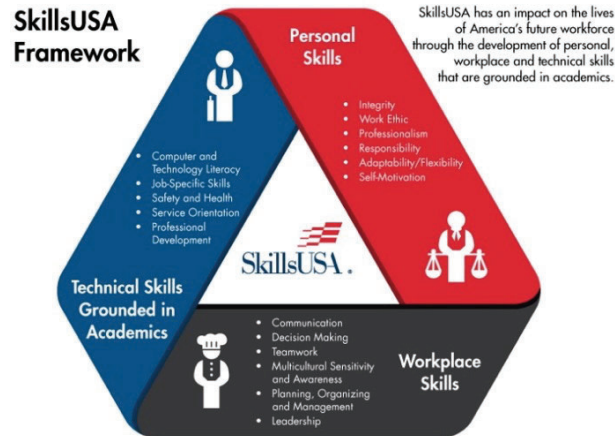 SkillsUSA
Framework
SkillsUSA has an impact on the lives
of America's future workforce
through the development of personal,
workplace and technical skills
that are grounded in academics.
Personal
Skills
• Integrity
• Work Ethic
• Professionalism
• Responsibility
• Adaptability/Flexibility
• Self-Motivation
• Computer and
Technology Literacy
• Job-Specific Skills
• Safety and Health
• Service Orientation
• Professional
Development
Technical Skills
Grounded in
Academics
SkillsUSA®
• Communication
• Decision Making
• Teamwork
• Multicultural Sensitivity
and Awareness
• Planning, Organizing
and Management
• Leadership
Workplace
Skills